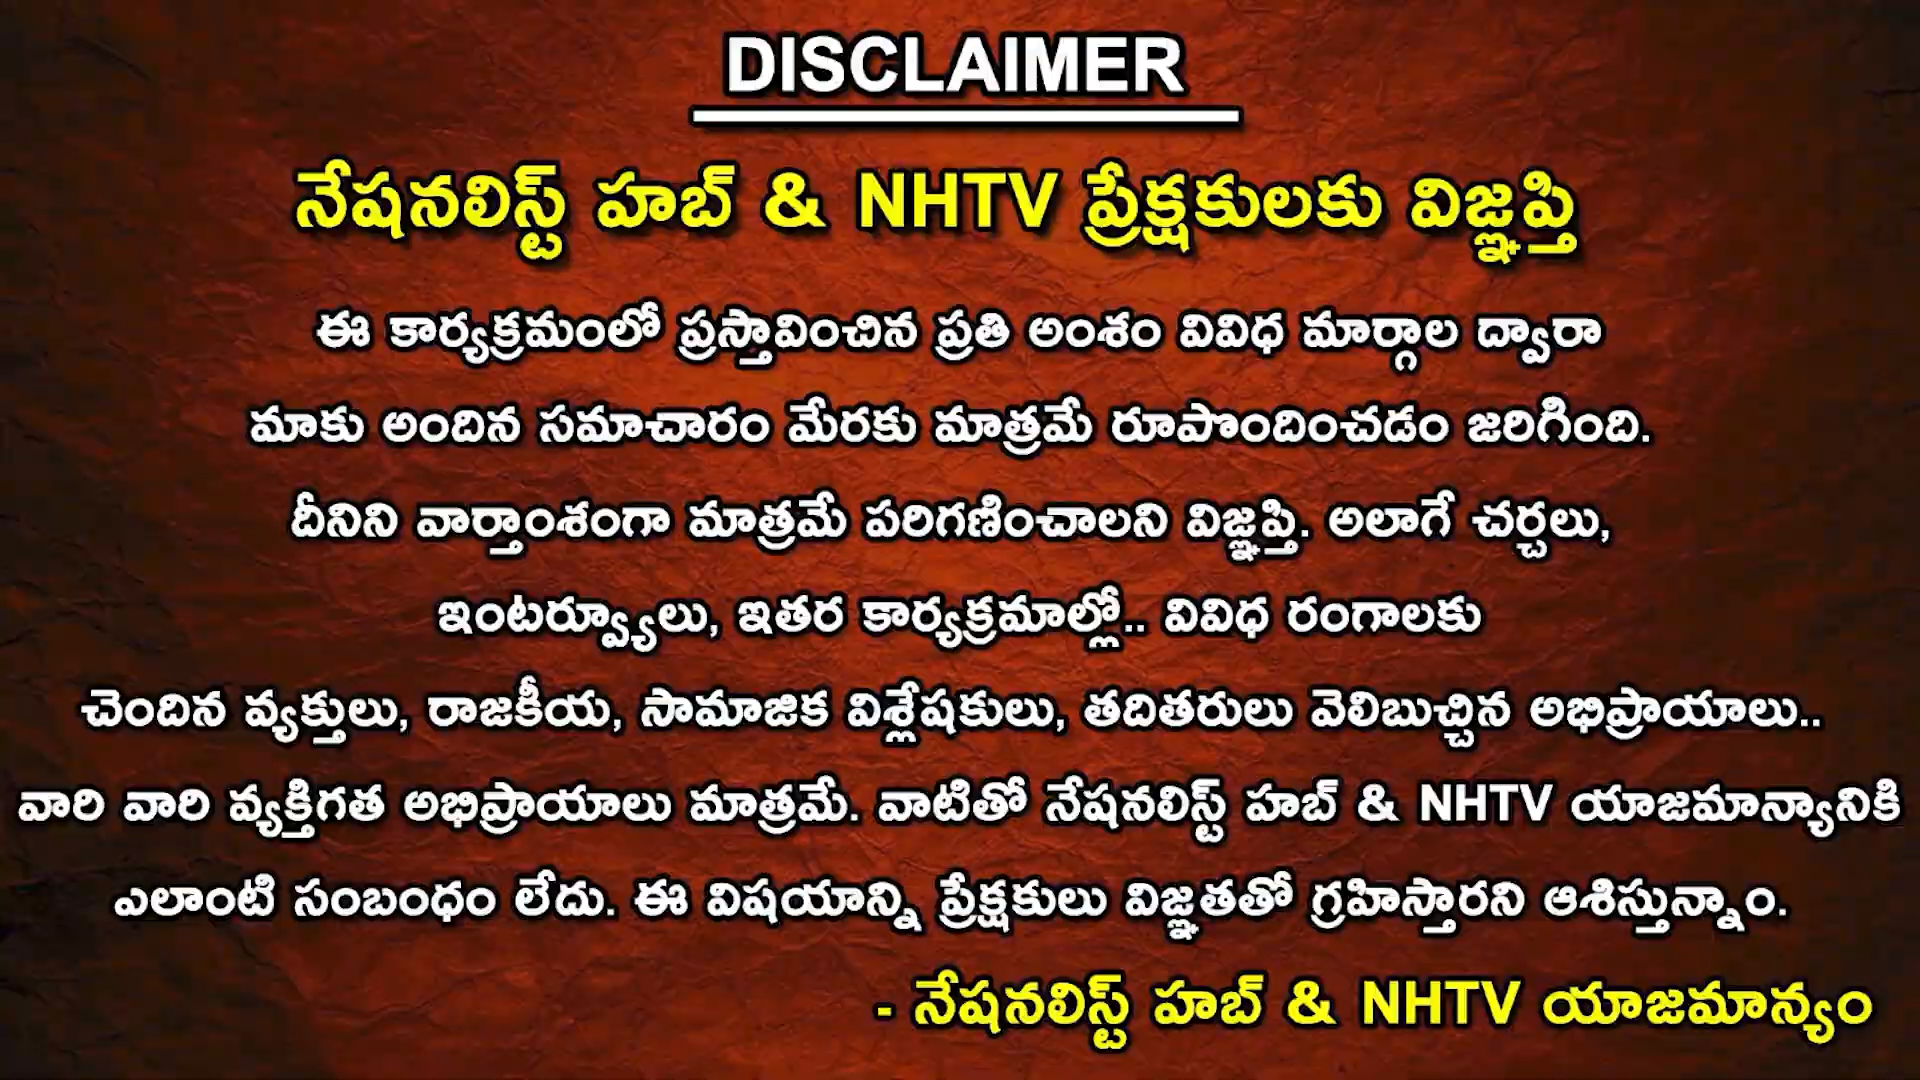 DISCLAIMER
నేషనలిస్ట్ హబ్ & NHTV ప్రేక్షకులకు విజ్ఞప్తి
ఈ కార్యక్రమంలో ప్రస్తావించిన ప్రతి అంశం వివిధ మార్గాల ద్వారా
మాకు అందిన సమాచారం మేరకు మాత్రమే రూపొందించడం జరిగింది.
దీనిని వార్తాంశంగా మాత్రమే పరిగణించాలని విజ్ఞప్తి. అలాగే చర్చలు,
ఇంటర్వ్యూలు, ఇతర కార్యక్రమాల్లో.. వివిధ రంగాలకు
చెందిన వ్యక్తులు, రాజకీయ, సామాజిక విశ్లేషకులు, తదితరులు వెలిబుచ్చిన అభిప్రాయాలు..
వారి వారి వ్యక్తిగత అభిప్రాయాలు మాత్రమే. వాటితో నేషనలిస్ట్ హబ్ & NHTV యాజమాన్యానికి
ఎలాంటి సంబంధం లేదు. ఈ విషయాన్ని ప్రేక్షకులు విజ్ఞతతో గ్రహిస్తారని ఆశిస్తున్నాం.
- నేషనలిస్ట్ హబ్ & NHTV యాజమాన్యం